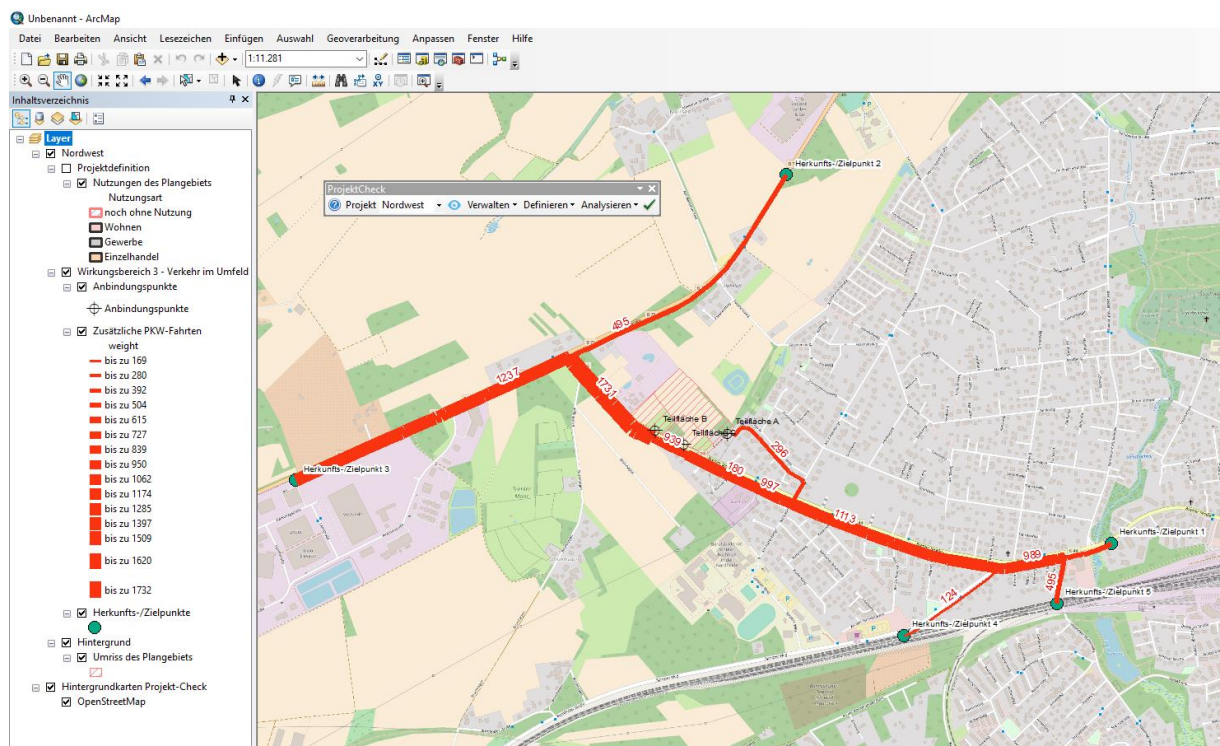 Unbenannt - ArcMap
Datei Bearbeiten Ansicht Lesezeichen Einfügen Auswahl Geoverarbeitung Anpassen Fenster Hilfe
1:11.281
Inhaltsverzeichnis
Layer
Nordwest
Projektdefinition
Nutzungen des Plangebiets
Nutzungsart
noch ohne Nutzung
Wohnen
Gewerbe
Einzelhandel
Wirkungsbereich 3 - Verkehr im Umfeld
Anbindungspunkte
Anbindungspunkte
Zusätzliche PKW-Fahrten
weight
bis zu 169
bis zu 280
bis zu 392
bis zu 504
bis zu 615
bis zu 727
bis zu 839
bis zu 950
bis zu 1062
bis zu 1174
bis zu 1285
bis zu 1397
bis zu 1509
bis zu 1620
bis zu 1732
Herkunfts-/Zielpunkte
Hintergrund
Umriss des Plangebiets
Hintergrundkarten Projekt-Check
OpenStreetMap
ProjektCheck
Projekt Nordwest Verwalten Definieren Analysieren
Herkunfts-/Zielpunkt 2
495
1237
1731
Teilfläche B
Teilfläche A
939
296
Herkunfts-/Zielpunkt 3
180
997
1113
Herkunfts-/Zielpunkt 1
989
495
124
Herkunfts-/Zielpunkt 5
Herkunfts-/Zielpunkt 4